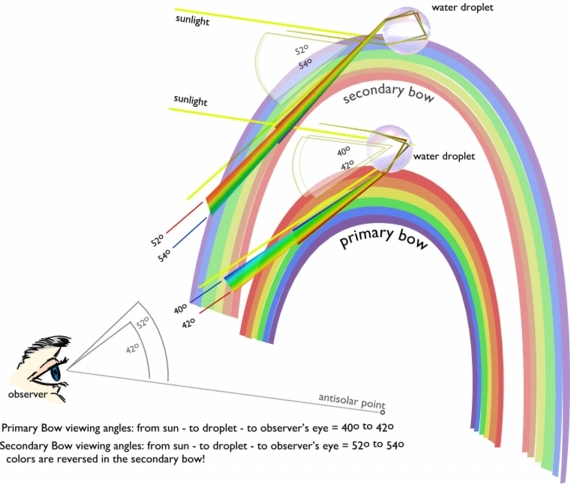 water droplet
sunlight
52º
54º
secondary bow
sunlight
40º
42º
water droplet
primary bow
52º
54º
40º
42º
52º
42º
observer
antisolar point
Primary Bow viewing angles: from sun - to droplet - to observer's eye = 40º to 42º
Secondary Bow viewing angles: from sun - to droplet - to observer's eye = 52º to 54º
colors are reversed in the secondary bow!